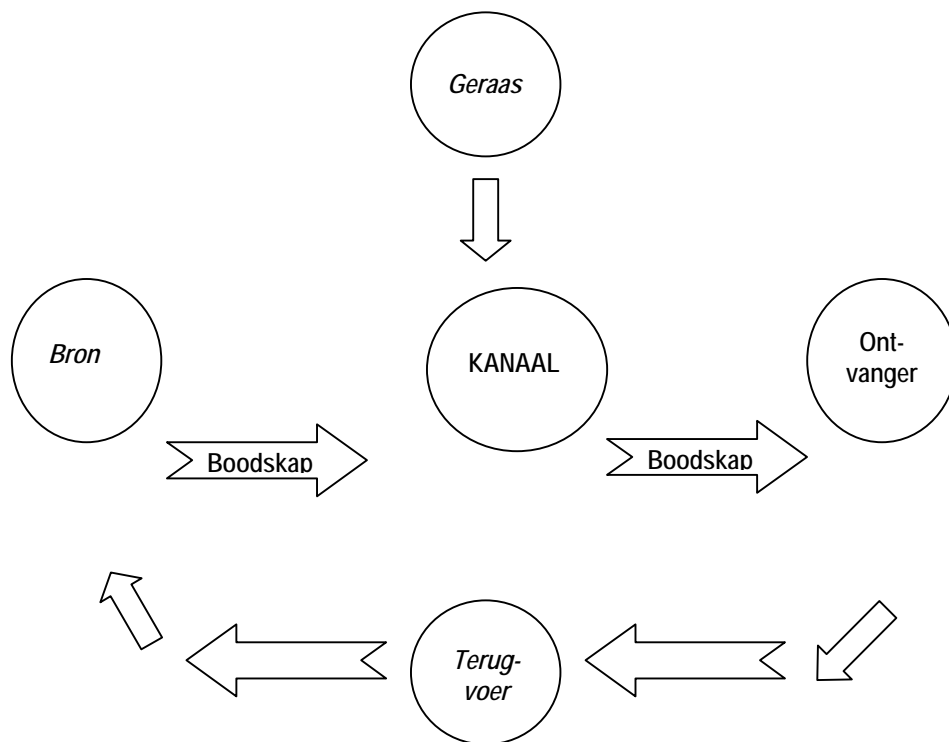 Geraas
Bron
KANAAL
Ont-
vanger
Boodskap
Boodskap
Terug-
voer